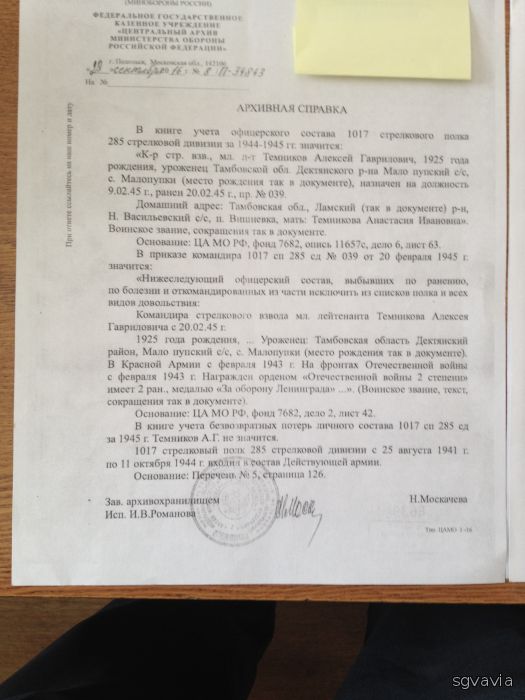 (МИНОБОРОНЫ РОССИИ)
ФЕДЕРАЛЬНОЕ ГОСУДАРСТВЕННОЕ
КАЗЕННОЕ УЧРЕЖДЕНИЕ
«ЦЕНТРАЛЬНЫЙ АРХИВ
МИНИСТЕРСТВА ОБОРОНЫ
РОССИЙСКОЙ ФЕДЕРАЦИИ»
г. Подольск, Московская обл., 142100
сентября 16 № 8/П-
На №
При ответе ссылайтесь на наш номер и дату
АРХИВНАЯ СПРАВКА
В книге учета офицерского состава 1017 стрелкового полка
285 стрелковой дивизии за 1944-1945 гг. значится:
«К-р стр. взв., мл. л-т Темников Алексей Гаврилович, 1925 года
рождения, уроженец Тамбовской обл. Дектянского р-на Мало пупский с/с,
с. Малопупки (место рождения так в документе), назначен на должность
9.02.45 г., ранен 20.02.45 г., пр. № 039.
Домашний адрес: Тамбовская обл., Ламский (так в документе) р-н,
Н. Васильевский с/с, п. Вишневка, мать: Темникова Анастасия Ивановна».
Воинское звание, сокращения так в документе.
Основание: ЦА МО РФ, фонд 7682, опись 11657с, дело 6, лист 63.
В приказе командира 1017 сп 285 сд № 039 от 20 февраля 1945 г.
значится:
«Нижеследующий офицерский состав, выбывших по ранению,
по болезни и откомандированных из части исключить из списков полка и всех
видов довольствия:
Командира стрелкового взвода мл. лейтенанта Темникова Алексея
Гавриловича с 20.02.45 г.
1925 года рождения, ... Уроженец: Тамбовская область Дектянский
район, Мало пупский с/с, с. Малопупки (место рождения так в документе).
В Красной Армии с февраля 1943 г. На фронтах Отечественной войны
с февраля 1943 г. Награжден орденом «Отечественной войны 2 степени»
имеет 2 ран., медалью «За оборону Ленинграда» ...». (Воинское звание, текст,
сокращения так в документе).
Основание: ЦА МО РФ, фонд 7682, дело 2, лист 42.
В книге учета безвозвратных потерь личного состава 1017 сп 285 сд
за 1945 г. Темников А.Г. не значится.
1017 стрелковый полк 285 стрелковой дивизии с 25 августа 1941 г.
по 11 октября 1944 г. входил в состав Действующей армии.
Основание: Перечень № 5, страница 126.
Зав. архивохранилищем Н.Москачева
Исп. И.В.Романова
Тип. ЦАМО 1-16
sgvavia